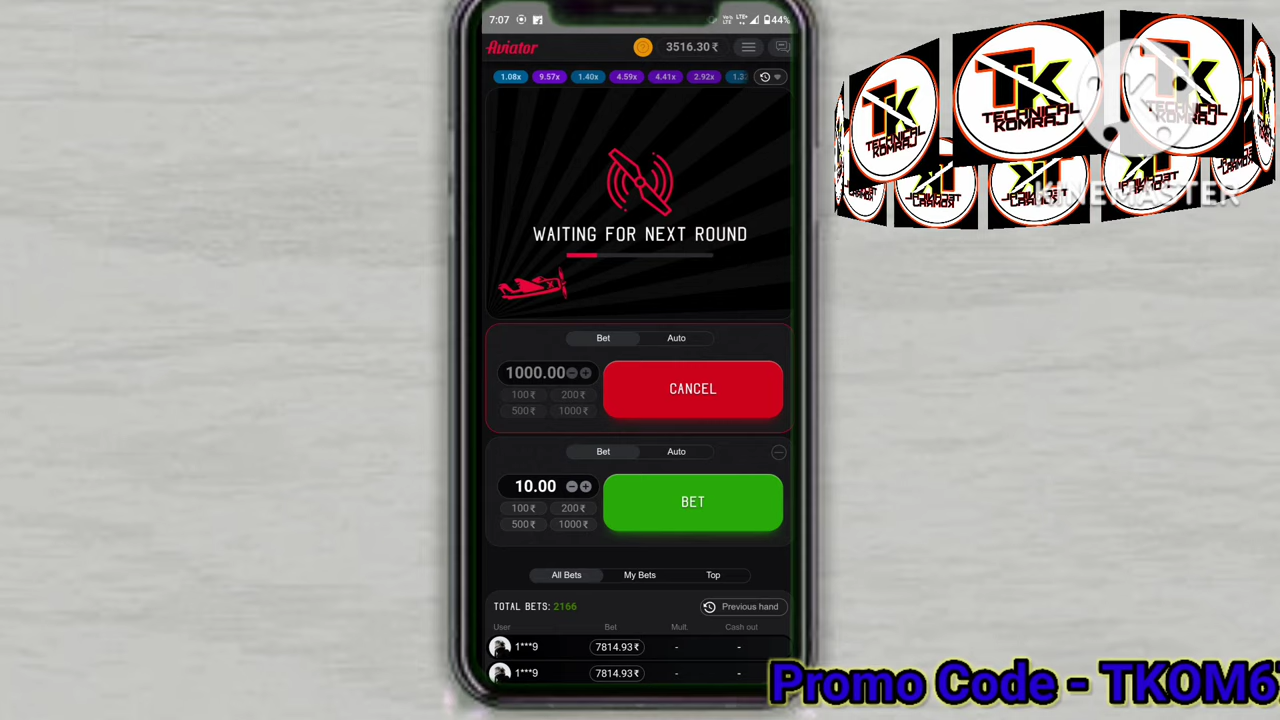 7:07
44%
Aviator
3516.30₹
1.08x 9.57x 1.40x 4.59x 4.41x 2.92x
WAITING FOR NEXT ROUND
Bet Auto
1000.00
CANCEL
100₹ 200₹
500₹ 1000₹
Bet Auto
10.00
BET
100₹ 200₹
500₹ 1000₹
All Bets My Bets Top
TOTAL BETS: 2166
Previous hand
User Bet Mult. Cash out
1***9 7814.93₹ - -
1***9 7814.93₹ - -
TK
TECHNICAL
KOMRAJ
KINEMASTER
Promo Code - TKOM6